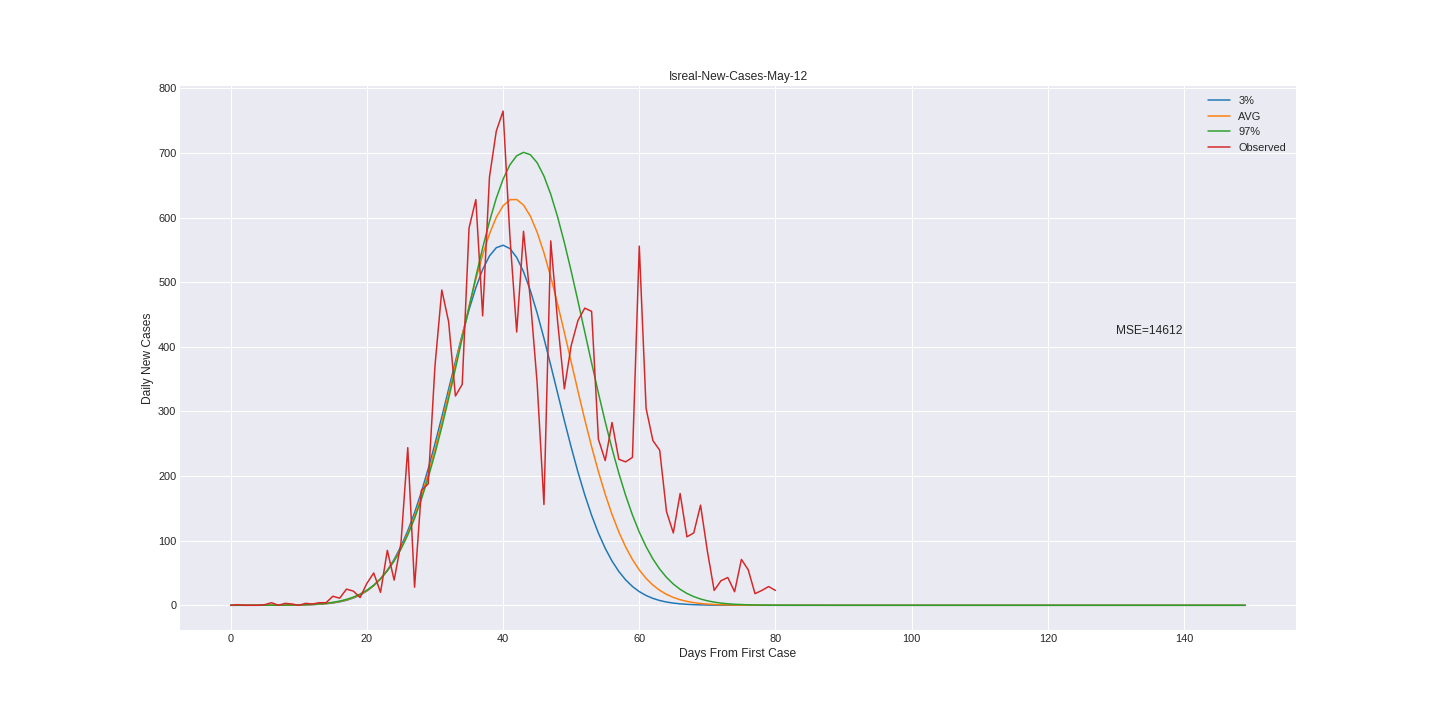 Isreal-New-Cases-May-12
800
700
600
500
400
300
200
100
0
Daily New Cases
3%
AVG
97%
Observed
MSE=14612
0 20 40 60 80 100 120 140
Days From First Case